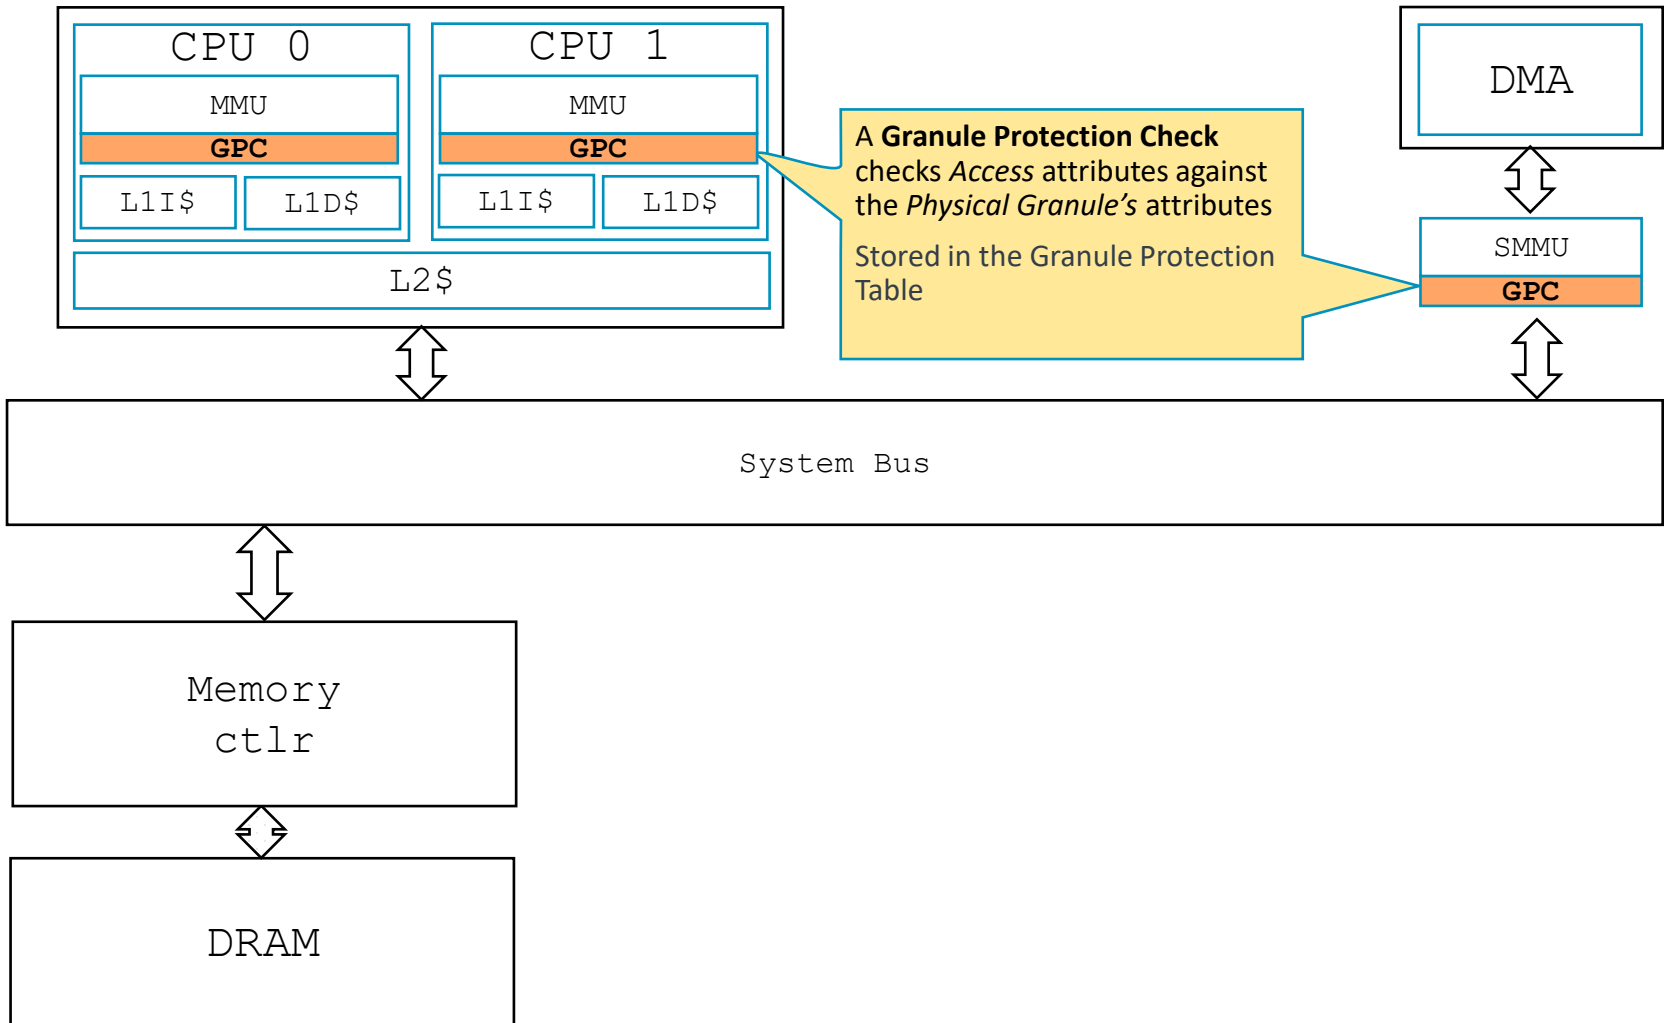 CPU 0
MMU
GPC
L1I$
L1D$
CPU 1
MMU
GPC
L1I$
L1D$
L2$
A Granule Protection Check
checks Access attributes against
the Physical Granule's attributes
Stored in the Granule Protection
Table
DMA
SMMU
GPC
System Bus
Memory
ctlr
DRAM